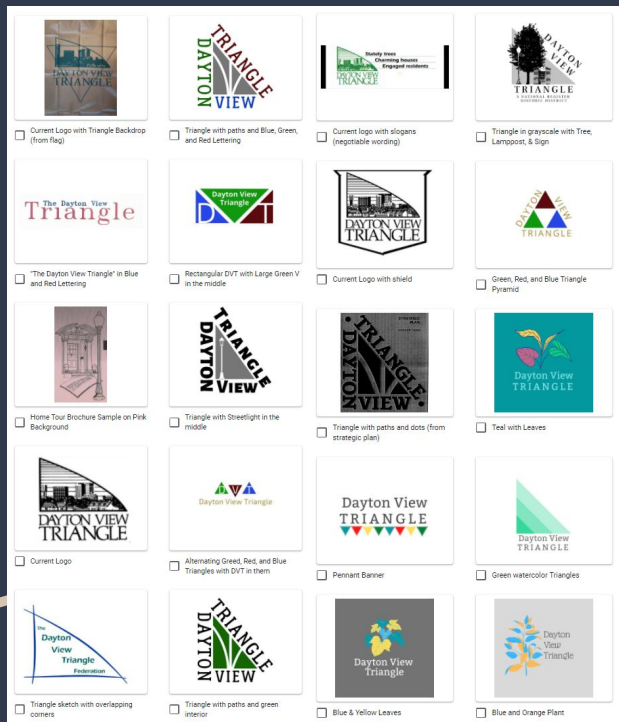 DAYTON VIEW
TRIANGLE
Current Logo with Triangle Backdrop
(from flag)
TRIANGLE
DAYTON
VIEW
Triangle with paths and Blue, Green,
and Red Lettering
Stately trees
Charming houses
Engaged residents
DAYTON VIEW
TRIANGLE
Current logo with slogans
(negotiable wording)
DAYTON
VIEW
TRIANGLE
A NATIONAL REGISTER
HISTORIC DISTRICT
Triangle in grayscale with Tree,
Lamppost, & Sign
The Dayton View
Triangle
"The Dayton View Triangle" in Blue
and Red Lettering
Dayton View
Triangle
D T
Rectangular DVT with Large Green V
in the middle
DAYTON VIEW
TRIANGLE
Current Logo with shield
DAYTON
VIEW
TRIANGLE
Green, Red, and Blue Triangle
Pyramid
Home Tour Brochure Sample on Pink
Background
TRIANGLE
DAYTON
VIEW
Triangle with Streetlight in the
middle
STRATEGIC
PLAN
TRIANGLE
DAYTON
VIEW
Triangle with paths and dots (from
strategic plan)
Dayton View
TRIANGLE
Teal with Leaves
DAYTON VIEW
TRIANGLE
Current Logo
D V T
Dayton View Triangle
Alternating Greed, Red, and Blue
Triangles with DVT in them
Dayton View
TRIANGLE
Pennant Banner
Dayton View
TRIANGLE
Green watercolor Triangles
The
Dayton
View
Triangle
Federation
Triangle sketch with overlapping
corners
TRIANGLE
DAYTON
VIEW
Triangle with paths and green
interior
Dayton View
Triangle
Blue & Yellow Leaves
Dayton
View
Triangle
Blue and Orange Plant